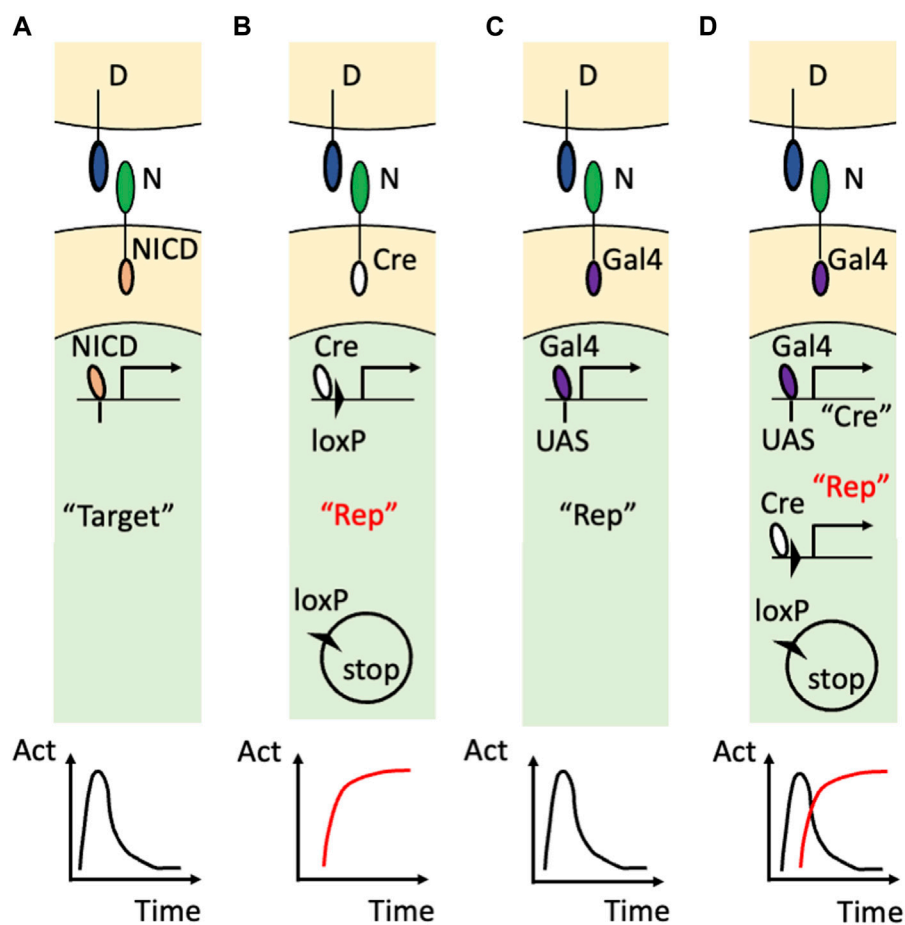 A B C D
D D D D
N N N N
NICD Cre Gal4 Gal4
NICD Cre Gal4 Gal4
"Cre"
loxP UAS UAS
"Rep"
"Target" "Rep" "Rep" Cre
loxP loxP
stop stop
Act Act Act Act
Time Time Time Time